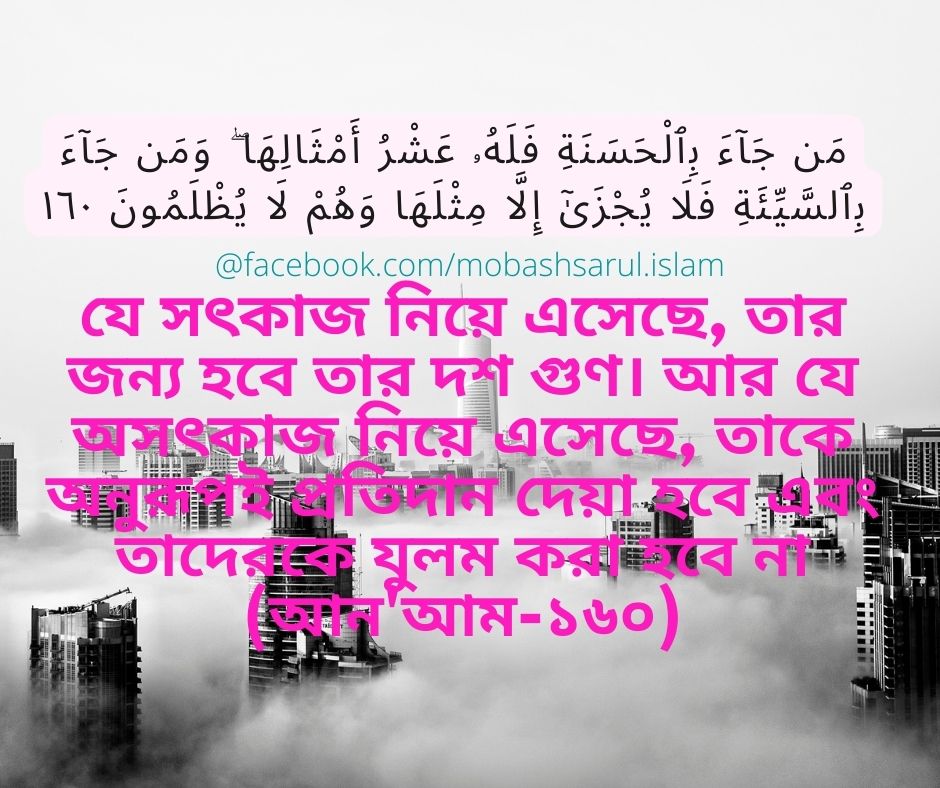 مَن جَآءَ بِٱلْحَسَنَةِ فَلَهُۥ عَشْرُ أَمْثَالِهَاۖ وَمَن جَآءَ
بِٱلسَّيِّئَةِ فَلَا يُجْزَىٰٓ إِلَّا مِثْلَهَا وَهُمْ لَا يُظْلَمُونَ ١٦٠
@facebook.com/mobashsarul.islam
যে সৎকাজ নিয়ে এসেছে, তার
জন্য হবে তার দশ গুণ। আর যে
অসৎকাজ নিয়ে এসেছে, তাকে
অনুরূপই প্রতিদান দেয়া হবে এবং
তাদেরকে যুলম করা হবে না
(আন'আম-১৬০)